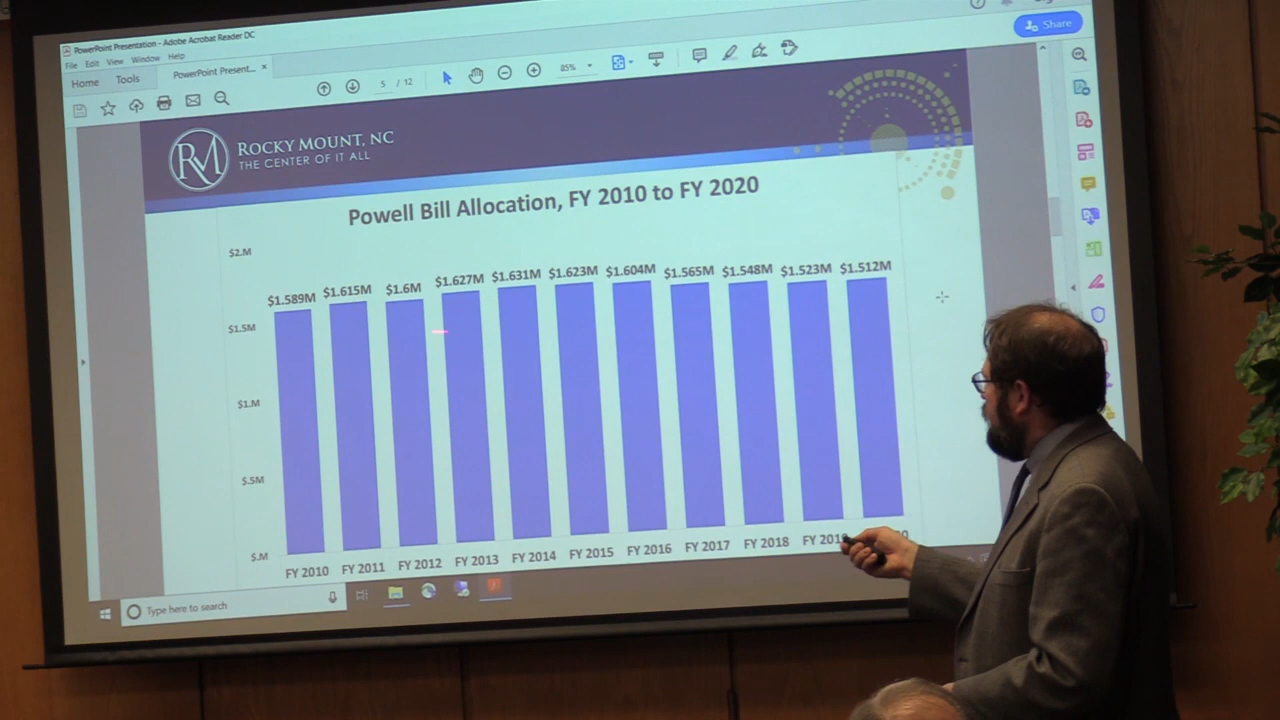 PowerPoint Presentation - Adobe Acrobat Reader DC
File Edit View Window Help
Home Tools PowerPoint Present... ×
5 / 12
85%
Share
RM
ROCKY MOUNT, NC
THE CENTER OF IT ALL
Powell Bill Allocation, FY 2010 to FY 2020
$2.M
$1.5M
$1.0M
$.5M
$.M
$1.589M $1.615M $1.6M $1.627M $1.631M $1.623M $1.604M $1.565M $1.548M $1.523M $1.512M
FY 2010 FY 2011 FY 2012 FY 2013 FY 2014 FY 2015 FY 2016 FY 2017 FY 2018 FY 2019
Type here to search